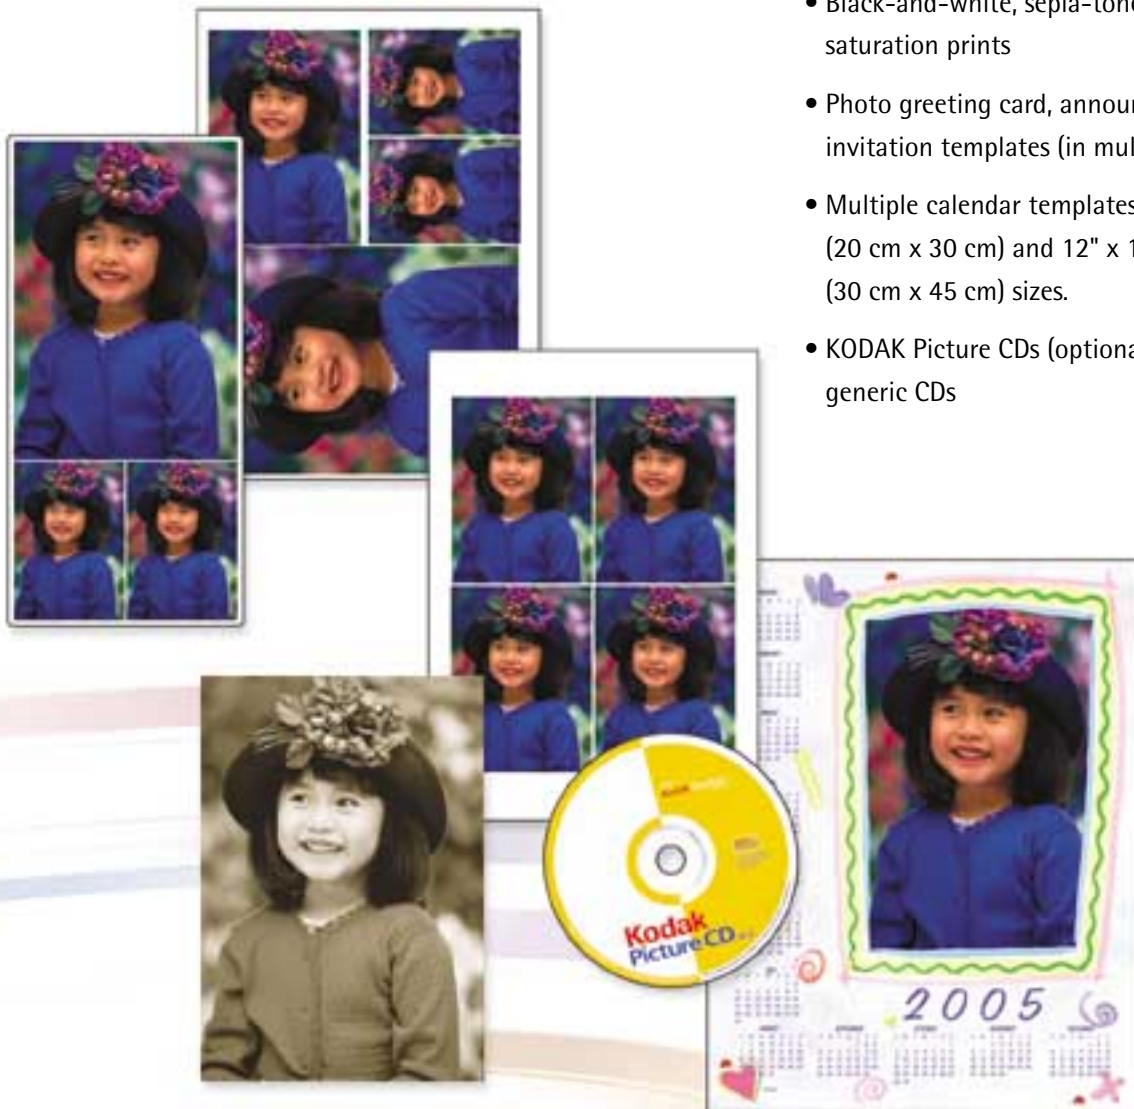 • Black-and-white, sepia-tone
saturation prints
• Photo greeting card, announ
invitation templates (in mul
• Multiple calendar templates
(20 cm x 30 cm) and 12" x 1
(30 cm x 45 cm) sizes.
• KODAK Picture CDs (optiona
generic CDs
Kodak
Picture CD
2005